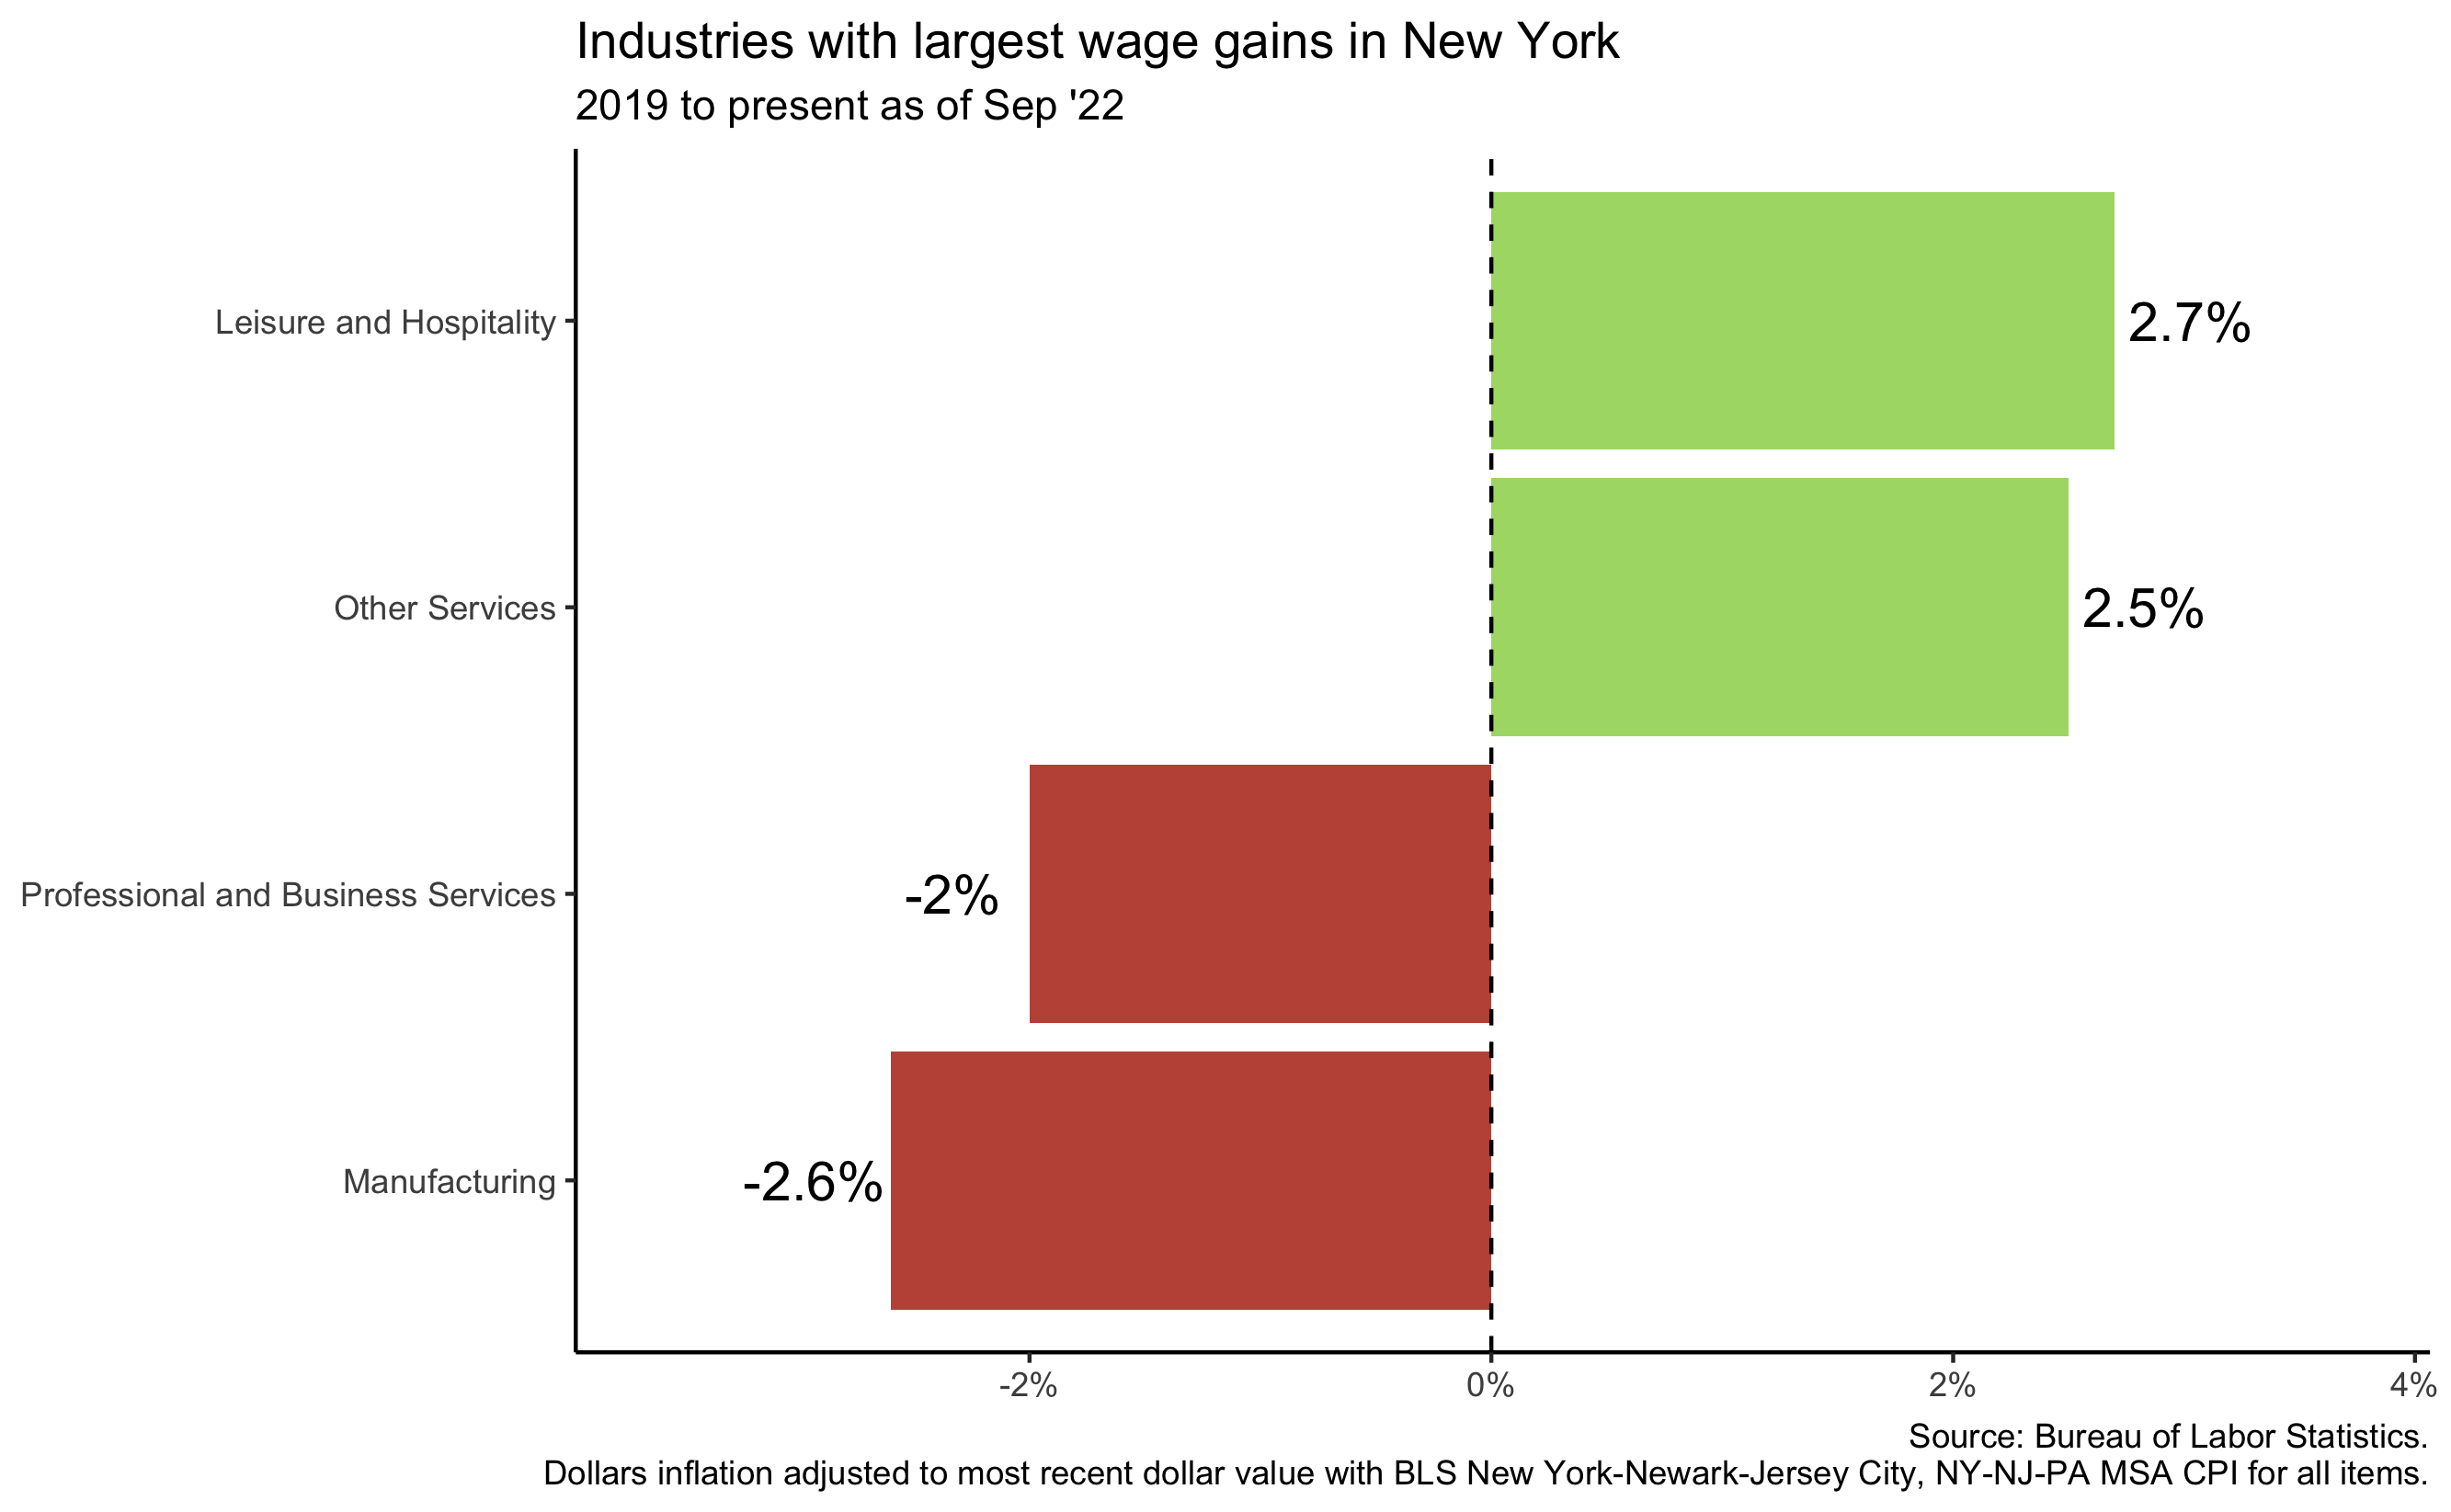 Industries with largest wage gains in New York
2019 to present as of Sep '22
Leisure and Hospitality
2.7%
Other Services
2.5%
Professional and Business Services
-2%
Manufacturing
-2.6%
-2%
0%
2%
4%
Source: Bureau of Labor Statistics.
Dollars inflation adjusted to most recent dollar value with BLS New York-Newark-Jersey City, NY-NJ-PA MSA CPI for all items.